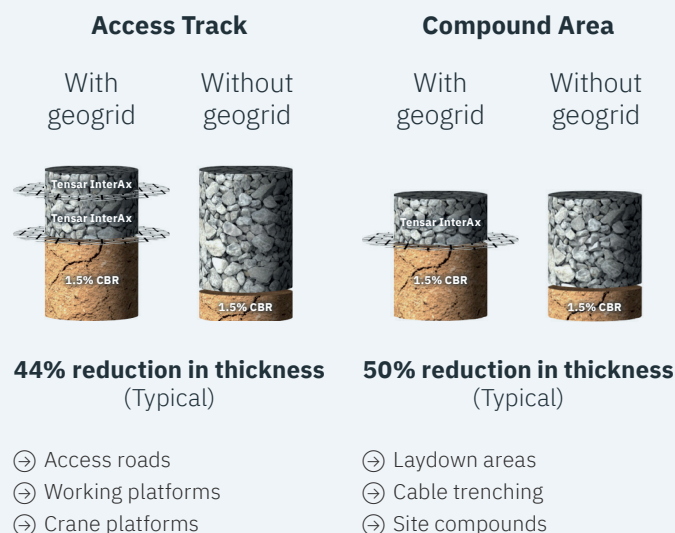 Access Track
With
geogrid
Without
geogrid
Tensar InterAx
Tensar InterAx
1.5% CBR
1.5% CBR
44% reduction in thickness
(Typical)
Access roads
Working platforms
Crane platforms
Compound Area
With
geogrid
Without
geogrid
Tensar InterAx
1.5% CBR
1.5% CBR
50% reduction in thickness
(Typical)
Laydown areas
Cable trenching
Site compounds